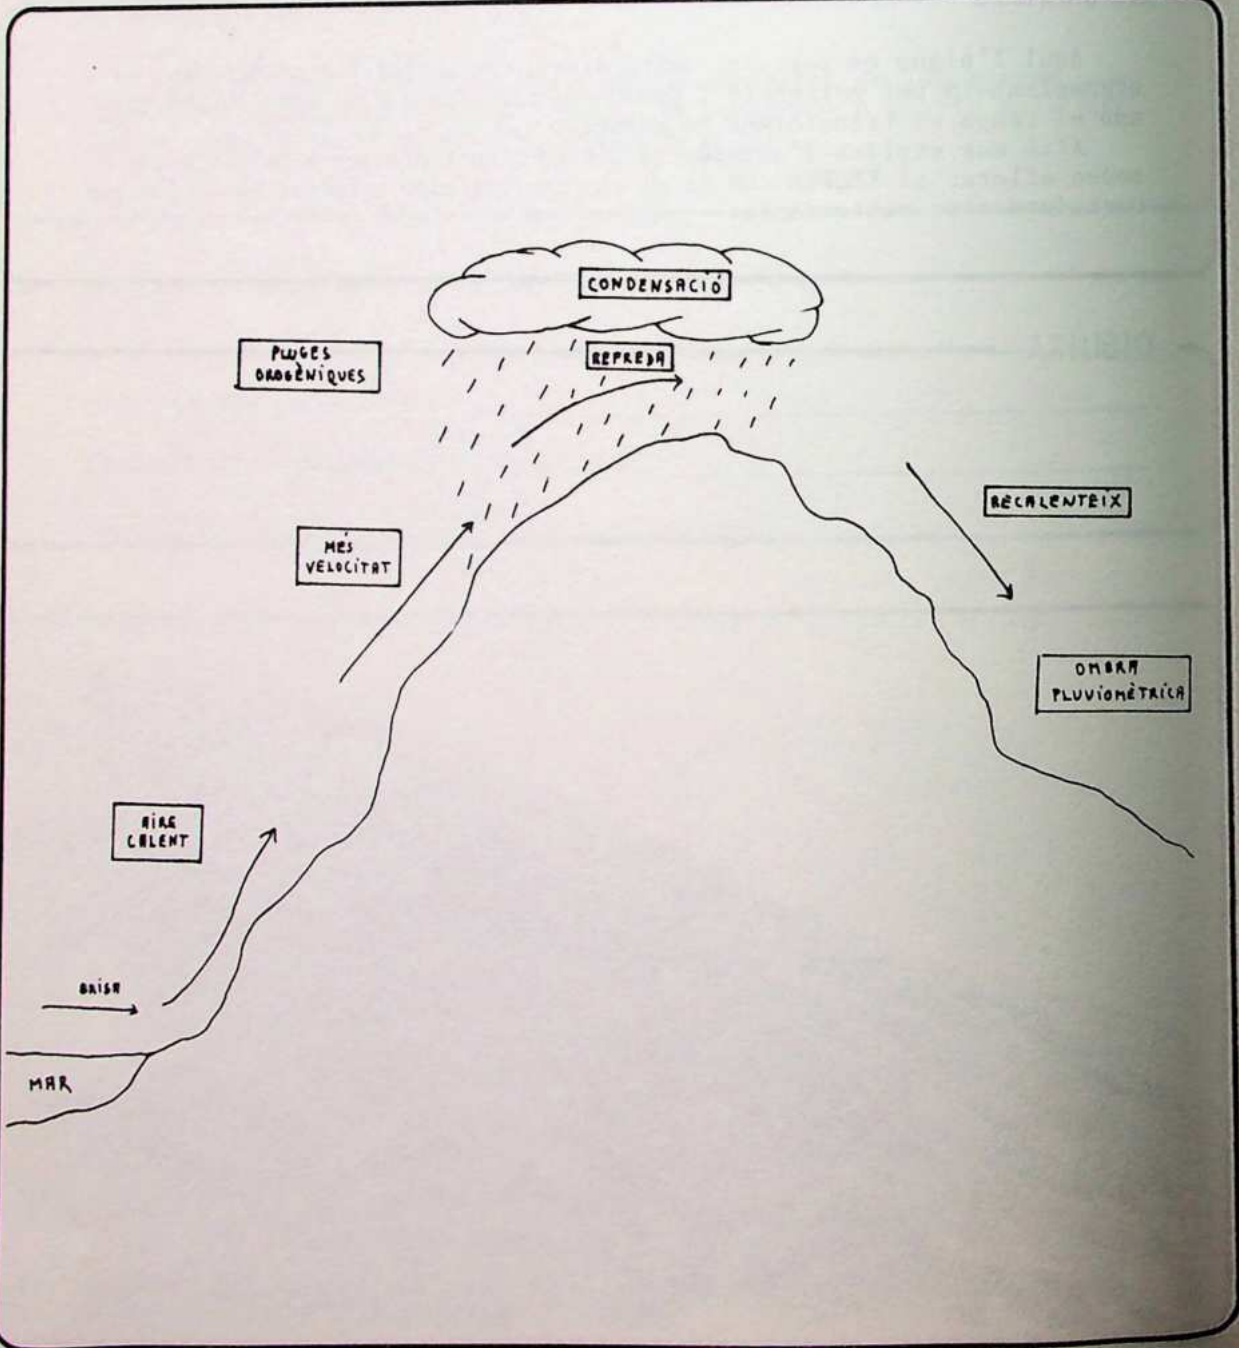 CONDENSACIÓ
PLUGES
OROGÈNIQUES
REFREDA
RECALENTEIX
MÉS
VELOCITAT
OMBRA
PLUVIOMÈTRICA
AIRE
CALENT
BRISA
MAR